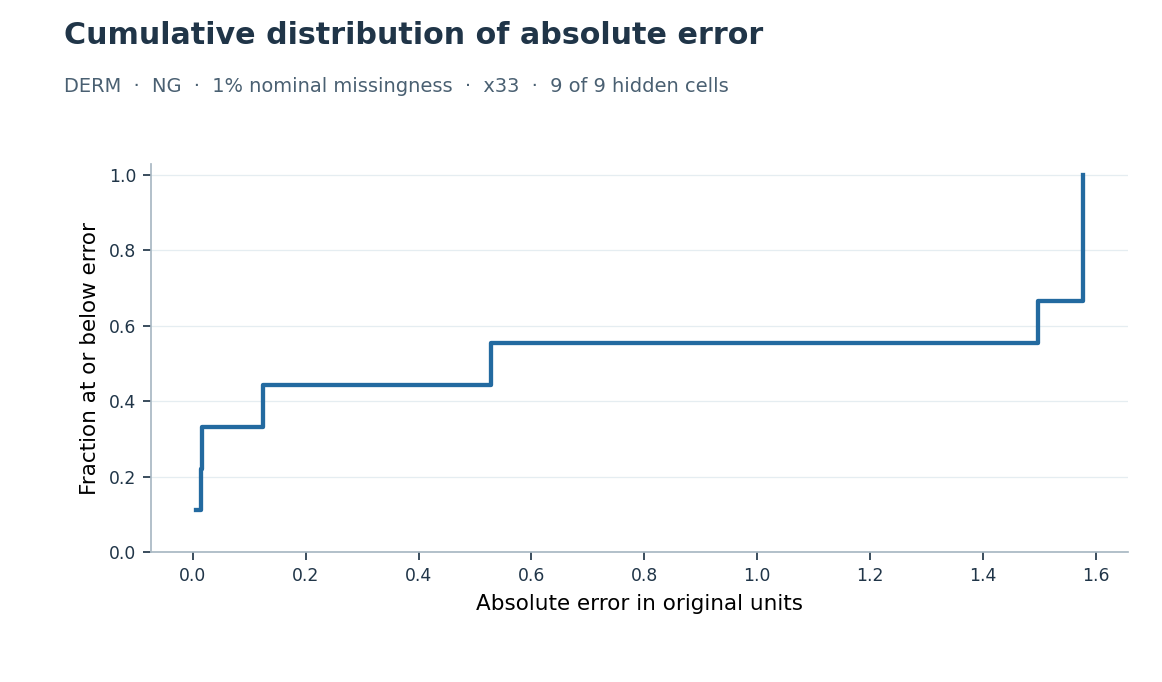 Cumulative distribution of absolute error
DERM · NG · 1% nominal missingness · x33 · 9 of 9 hidden cells
Fraction at or below error
1.0
0.8
0.6
0.4
0.2
0.0
0.0 0.2 0.4 0.6 0.8 1.0 1.2 1.4 1.6
Absolute error in original units